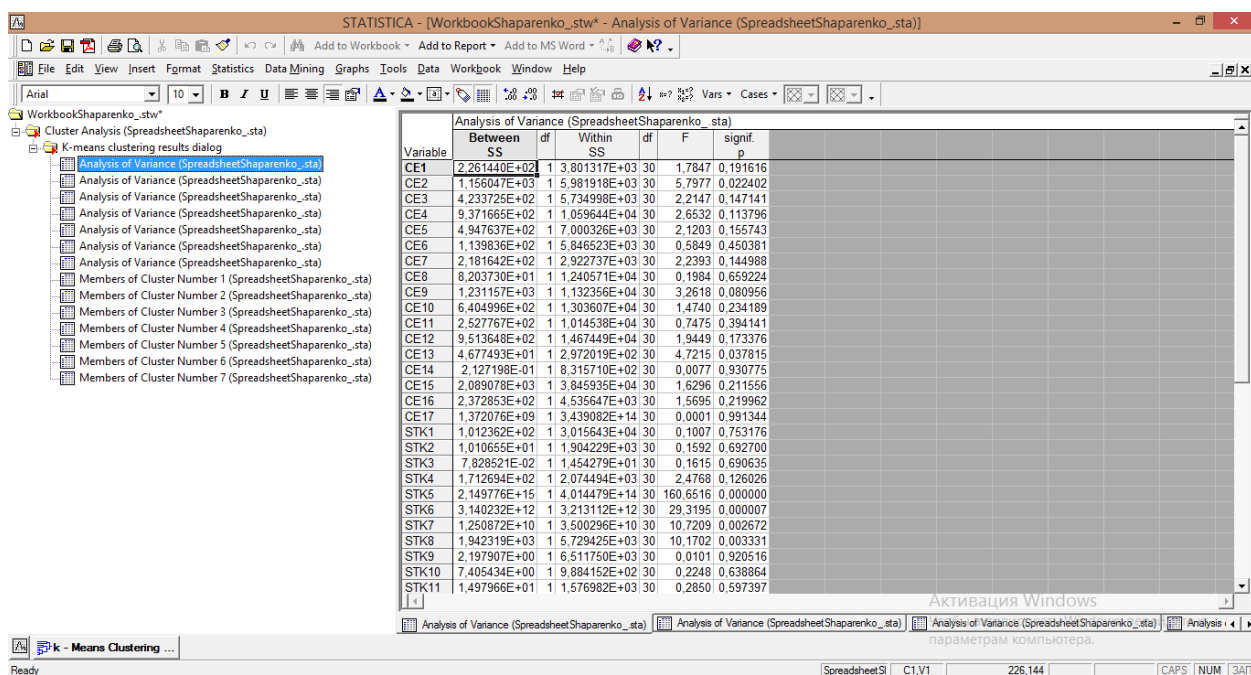 STATISTICA - [WorkbookShaparenko_.stw* - Analysis of Variance (SpreadsheetShaparenko_.sta)]
Add to Workbook Add to Report Add to MS Word
File Edit View Insert Format Statistics Data Mining Graphs Tools Data Workbook Window Help
Arial 10 B I U Vars Cases
WorkbookShaparenko_.stw*
Cluster Analysis (SpreadsheetShaparenko_.sta)
K-means clustering results dialog
Analysis of Variance (SpreadsheetShaparenko_.sta)
Analysis of Variance (SpreadsheetShaparenko_.sta)
Analysis of Variance (SpreadsheetShaparenko_.sta)
Analysis of Variance (SpreadsheetShaparenko_.sta)
Analysis of Variance (SpreadsheetShaparenko_.sta)
Analysis of Variance (SpreadsheetShaparenko_.sta)
Analysis of Variance (SpreadsheetShaparenko_.sta)
Members of Cluster Number 1 (SpreadsheetShaparenko_.sta)
Members of Cluster Number 2 (SpreadsheetShaparenko_.sta)
Members of Cluster Number 3 (SpreadsheetShaparenko_.sta)
Members of Cluster Number 4 (SpreadsheetShaparenko_.sta)
Members of Cluster Number 5 (SpreadsheetShaparenko_.sta)
Members of Cluster Number 6 (SpreadsheetShaparenko_.sta)
Members of Cluster Number 7 (SpreadsheetShaparenko_.sta)
Analysis of Variance (SpreadsheetShaparenko_.sta)
Between df Within df F signif.
Variable SS SS p
CE1 2,261440E+02 1 3,801317E+03 30 1,7847 0,191616
CE2 1,156047E+03 1 5,981918E+03 30 5,7977 0,022402
CE3 4,233725E+02 1 5,734998E+03 30 2,2147 0,147141
CE4 9,371665E+02 1 1,059644E+04 30 2,6532 0,113796
CE5 4,947637E+02 1 7,000326E+03 30 2,1203 0,155743
CE6 1,139836E+02 1 5,846523E+03 30 0,5849 0,450381
CE7 2,181642E+02 1 2,922737E+03 30 2,2393 0,144988
CE8 8,203730E+01 1 1,240571E+04 30 0,1984 0,659224
CE9 1,231157E+03 1 1,132356E+04 30 3,2618 0,080956
CE10 6,404996E+02 1 1,303607E+04 30 1,4740 0,234189
CE11 2,527767E+02 1 1,014538E+04 30 0,7475 0,394141
CE12 9,513648E+02 1 1,467449E+04 30 1,9449 0,173376
CE13 4,677493E+01 1 2,972019E+02 30 4,7215 0,037815
CE14 2,127198E-01 1 8,315710E+02 30 0,0077 0,930775
CE15 2,089078E+03 1 3,845935E+04 30 1,6296 0,211556
CE16 2,372853E+02 1 4,535647E+03 30 1,5695 0,219962
CE17 1,372076E+09 1 3,439082E+14 30 0,0001 0,991344
STK1 1,012362E+02 1 3,015643E+04 30 0,1007 0,753176
STK2 1,010655E+01 1 1,904229E+03 30 0,1592 0,692700
STK3 7,828521E-02 1 1,454279E+01 30 0,1615 0,690635
STK4 1,712694E+02 1 2,074494E+03 30 2,4768 0,126026
STK5 2,149776E+15 1 4,014479E+14 30 160,6516 0,000000
STK6 3,140232E+12 1 3,213112E+12 30 29,3195 0,000007
STK7 1,250872E+10 1 3,500296E+10 30 10,7209 0,002672
STK8 1,942319E+03 1 5,729425E+03 30 10,1702 0,003331
STK9 2,197907E+00 1 6,511750E+03 30 0,0101 0,920516
STK10 7,405434E+00 1 9,884152E+02 30 0,2248 0,638864
STK11 1,497966E+01 1 1,576982E+03 30 0,2850 0,597397
Активация Windows
параметрам компьютера.
Analysis of Variance (SpreadsheetShaparenko_.sta) Analysis of Variance (SpreadsheetShaparenko_.sta) Analysis of Variance (SpreadsheetShaparenko_.sta) Analysis
k - Means Clustering ...
Ready SpreadsheetS C1,V1 226,144 CAPS NUM ЗАП